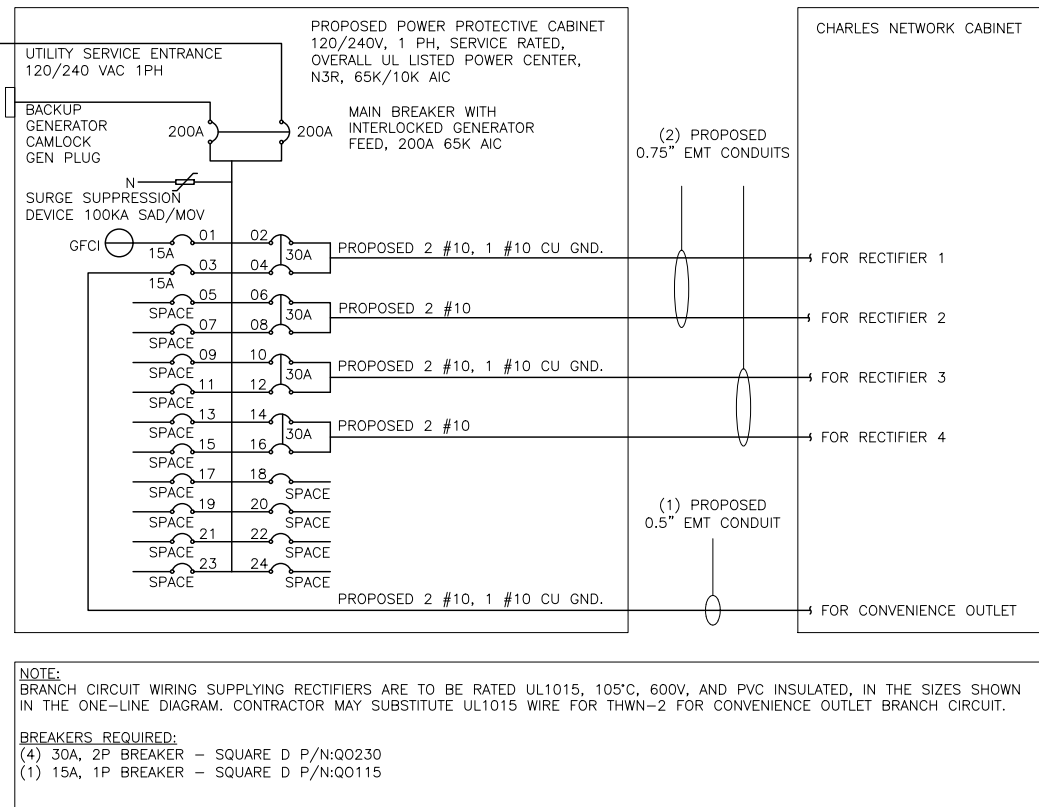 PROPOSED POWER PROTECTIVE CABINET
120/240V, 1 PH, SERVICE RATED,
OVERALL UL LISTED POWER CENTER,
N3R, 65K/10K AIC
CHARLES NETWORK CABINET
UTILITY SERVICE ENTRANCE
120/240 VAC 1PH
BACKUP
GENERATOR
CAMLOCK
GEN PLUG
200A
200A
MAIN BREAKER WITH
INTERLOCKED GENERATOR
FEED, 200A 65K AIC
(2) PROPOSED
0.75" EMT CONDUITS
N
SURGE SUPPRESSION
DEVICE 100KA SAD/MOV
GFCI
15A
01
02
30A
PROPOSED 2 #10, 1 #10 CU GND.
FOR RECTIFIER 1
15A
03
04
SPACE
05
06
30A
PROPOSED 2 #10
FOR RECTIFIER 2
SPACE
07
08
SPACE
09
10
30A
PROPOSED 2 #10, 1 #10 CU GND.
FOR RECTIFIER 3
SPACE
11
12
SPACE
13
14
30A
PROPOSED 2 #10
FOR RECTIFIER 4
SPACE
15
16
SPACE
17
18
SPACE
SPACE
19
20
SPACE
SPACE
21
22
SPACE
SPACE
23
24
SPACE
(1) PROPOSED
0.5" EMT CONDUIT
PROPOSED 2 #10, 1 #10 CU GND.
FOR CONVENIENCE OUTLET
NOTE:
BRANCH CIRCUIT WIRING SUPPLYING RECTIFIERS ARE TO BE RATED UL1015, 105°C, 600V, AND PVC INSULATED, IN THE SIZES SHOWN
IN THE ONE-LINE DIAGRAM. CONTRACTOR MAY SUBSTITUTE UL1015 WIRE FOR THWN-2 FOR CONVENIENCE OUTLET BRANCH CIRCUIT.
BREAKERS REQUIRED:
(4) 30A, 2P BREAKER - SQUARE D P/N:QO230
(1) 15A, 1P BREAKER - SQUARE D P/N:QO115